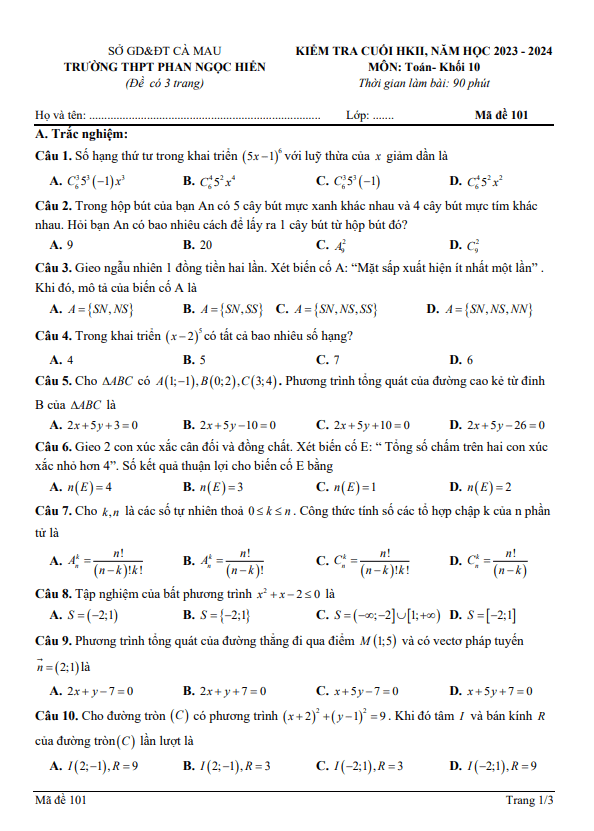 SỞ GD&ĐT CÀ MAU
TRƯỜNG THPT PHAN NGỌC HIỂN
(Đề có 3 trang)
KIỂM TRA CUỐI HKII, NĂM HỌC 2023 - 2024
MÔN: Toán- Khối 10
Thời gian làm bài: 90 phút
Họ và tên: ............................................................... Lớp: ....... Mã đề 101
A. Trắc nghiệm:
Câu 1. Số hạng thứ tư trong khai triển (5x−1)^6 với luỹ thừa của x giảm dần là
A. C_6^3 5^3 (−1) x^3 B. C_6^4 5^2 x^4 C. C_6^3 5^3 (−1) D. C_6^4 5^2 x^2
Câu 2. Trong hộp bút của bạn An có 5 cây bút mực xanh khác nhau và 4 cây bút mực tím khác
nhau. Hỏi bạn An có bao nhiêu cách để lấy ra 1 cây bút từ hộp bút đó?
A. 9 B. 20 C. A_9^2 D. C_9^2
Câu 3. Gieo ngẫu nhiên 1 đồng tiền hai lần. Xét biến cố A: “Mặt sấp xuất hiện ít nhất một lần” .
Khi đó, mô tả của biến cố A là
A. A = {SN, NS} B. A = {SN, SS} C. A = {SN, NS, SS} D. A = {SN, NS, NN}
Câu 4. Trong khai triển (x−2)^5 có tất cả bao nhiêu số hạng?
A. 4 B. 5 C. 7 D. 6
Câu 5. Cho ΔABC có A(1;−1), B(0;2), C(3;4). Phương trình tổng quát của đường cao kẻ từ đỉnh
B của ΔABC là
A. 2x+5y+3=0 B. 2x+5y−10=0 C. 2x+5y+10=0 D. 2x+5y−26=0
Câu 6. Gieo 2 con xúc xắc cân đối và đồng chất. Xét biến cố E: “ Tổng số chấm trên hai con xúc
xắc nhỏ hơn 4”. Số kết quả thuận lợi cho biến cố E bằng
A. n(E)=4 B. n(E)=3 C. n(E)=1 D. n(E)=2
Câu 7. Cho k,n là các số tự nhiên thoả 0≤k≤n. Công thức tính số các tổ hợp chập k của n phần
tử là
A. A_n^k = n!/((n−k)!k!) B. A_n^k = n!/(n−k)! C. C_n^k = n!/((n−k)!k!) D. C_n^k = n!/(n−k)
Câu 8. Tập nghiệm của bất phương trình x^2+x−2≤0 là
A. S=(−2;1) B. S={−2;1} C. S=(−∞;−2]∪[1;+∞) D. S=[−2;1]
Câu 9. Phương trình tổng quát của đường thẳng đi qua điểm M(1;5) và có vectơ pháp tuyến
n⃗=(2;1) là
A. 2x+y−7=0 B. 2x+y+7=0 C. x+5y−7=0 D. x+5y+7=0
Câu 10. Cho đường tròn (C) có phương trình (x+2)^2+(y−1)^2=9. Khi đó tâm I và bán kính R
của đường tròn(C) lần lượt là
A. I(2;−1), R=9 B. I(2;−1), R=3 C. I(−2;1), R=3 D. I(−2;1), R=9
Mã đề 101 Trang 1/3